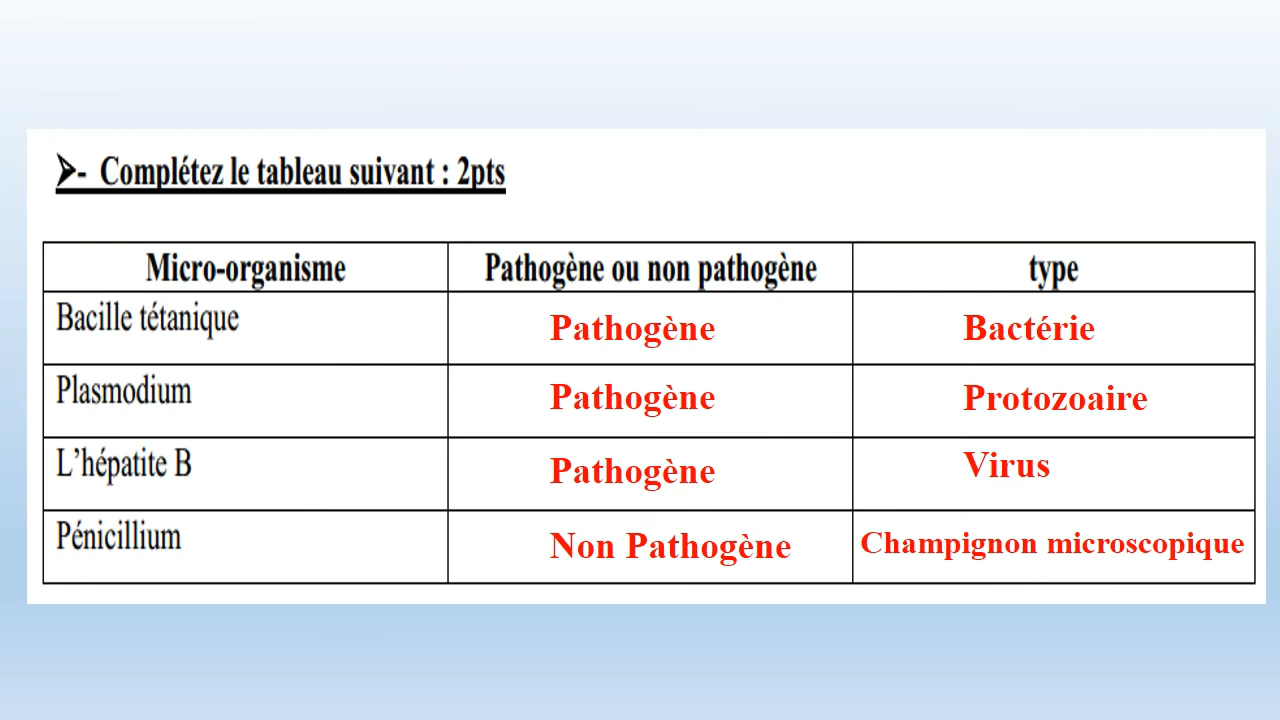 ➢- Complétez le tableau suivant : 2pts
Micro-organisme Pathogène ou non pathogène type
Bacille tétanique Pathogène Bactérie
Plasmodium Pathogène Protozoaire
L'hépatite B Pathogène Virus
Pénicillium Non Pathogène Champignon microscopique